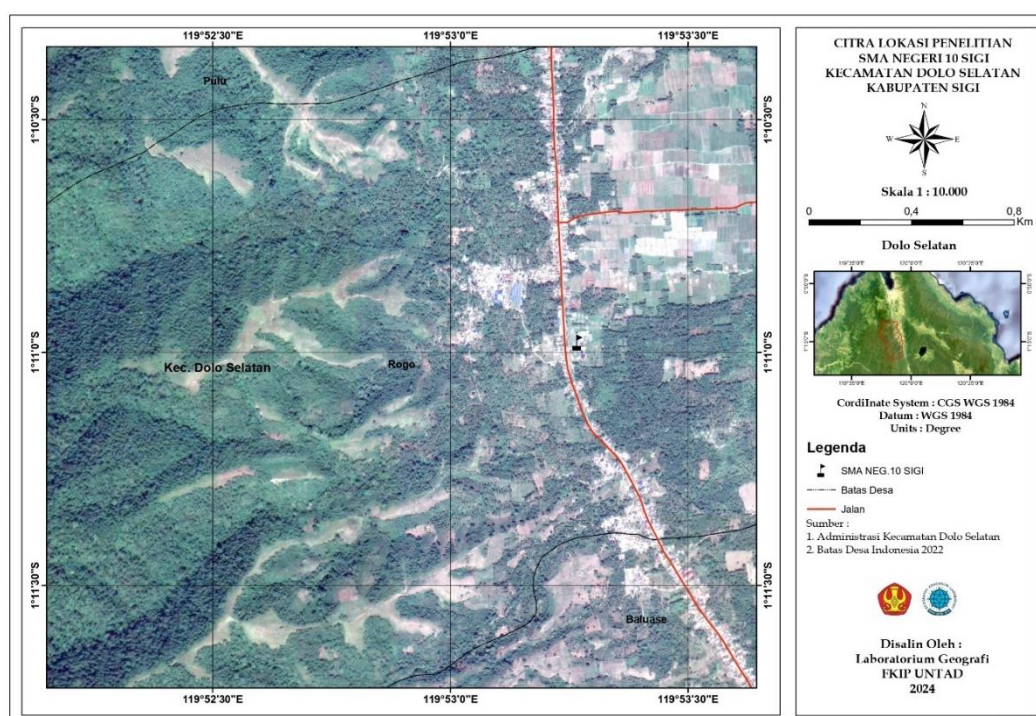 119°52'30"E 119°53'0"E 119°53'30"E
Pulu
1°10'30"S 1°10'30"S
1°11'0"S 1°11'0"S
Kec. Dolo Selatan Rogo
1°11'30"S 1°11'30"S
Baluase
119°52'30"E 119°53'0"E 119°53'30"E
CITRA LOKASI PENELITIAN
SMA NEGERI 10 SIGI
KECAMATAN DOLO SELATAN
KABUPATEN SIGI
N
W E
S
Skala 1 : 10.000
0 0,4 0,8
Km
Dolo Selatan
CordiInate System : CGS WGS 1984
Datum : WGS 1984
Units : Degree
Legenda
SMA NEG.10 SIGI
Batas Desa
Jalan
Sumber :
1. Administrasi Kecamatan Dolo Selatan
2. Batas Desa Indonesia 2022
Disalin Oleh :
Laboratorium Geografi
FKIP UNTAD
2024